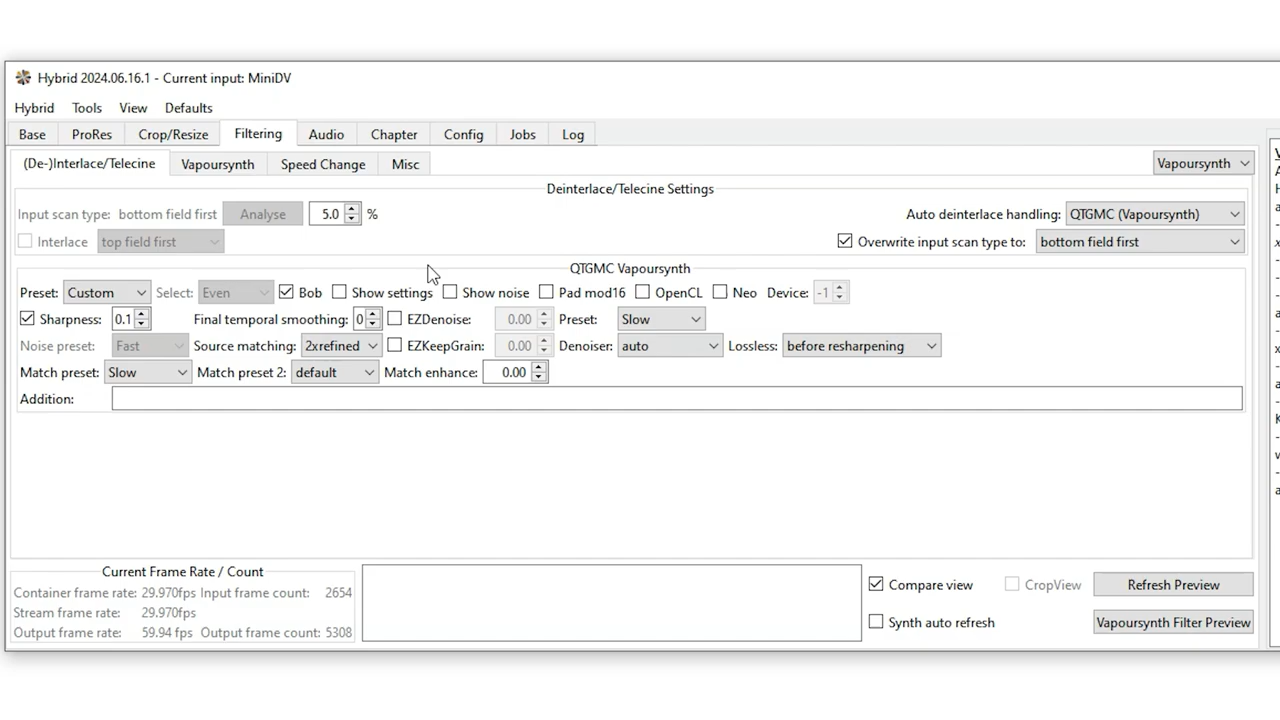 Hybrid 2024.06.16.1 - Current input: MiniDV
Hybrid Tools View Defaults
Base ProRes Crop/Resize Filtering Audio Chapter Config Jobs Log
(De-)Interlace/Telecine Vapoursynth Speed Change Misc Vapoursynth
Deinterlace/Telecine Settings
Input scan type: bottom field first Analyse 5.0 % Auto deinterlace handling: QTGMC (Vapoursynth)
Interlace top field first Overwrite input scan type to: bottom field first
QTGMC Vapoursynth
Preset: Custom Select: Even Bob Show settings Show noise Pad mod16 OpenCL Neo Device: -1
Sharpness: 0.1 Final temporal smoothing: 0 EZDenoise: 0.00 Preset: Slow
Noise preset: Fast Source matching: 2xrefined EZKeepGrain: 0.00 Denoiser: auto Lossless: before resharpening
Match preset: Slow Match preset 2: default Match enhance: 0.00
Addition:
Current Frame Rate / Count
Container frame rate: 29.970fps Input frame count: 2654 Compare view CropView Refresh Preview
Stream frame rate: 29.970fps
Output frame rate: 59.94 fps Output frame count: 5308 Synth auto refresh Vapoursynth Filter Preview